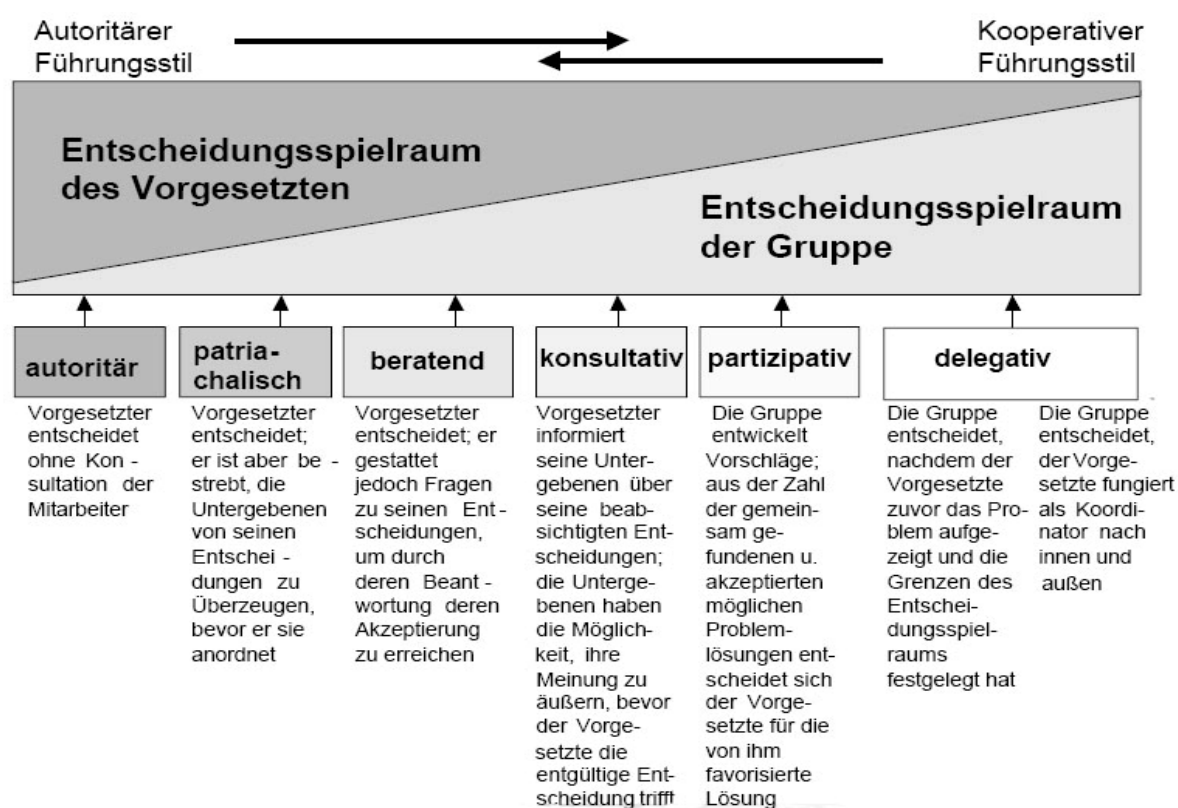 Autoritärer
Führungsstil
Kooperativer
Führungsstil
Entscheidungsspielraum
des Vorgesetzten
Entscheidungsspielraum
der Gruppe
autoritär
Vorgesetzter
entscheidet
ohne Kon -
sultation der
Mitarbeiter
patria-
chalisch
Vorgesetzter
entscheidet;
er ist aber be -
strebt, die
Untergebenen
von seinen
Entschei -
dungen zu
Überzeugen,
bevor er sie
anordnet
beratend
Vorgesetzter
entscheidet; er
gestattet
jedoch Fragen
zu seinen Ent-
scheidungen,
um durch
deren Beant -
wortung deren
Akzeptierung
zu erreichen
konsultativ
Vorgesetzter
informiert
seine Unter-
gebenen über
seine beab-
sichtigten Ent-
scheidungen;
die Unterge-
benen haben
die Möglich-
keit, ihre
Meinung zu
äußern, bevor
der Vorge-
setzte die
entgültige Ent-
scheidung trifft
partizipativ
Die Gruppe
entwickelt
Vorschläge;
aus der Zahl
der gemein-
sam ge-
fundenen u.
akzeptierten
möglichen
Problem-
lösungen ent-
scheidet sich
der Vorge-
setzte für die
von ihm
favorisierte
Lösung
delegativ
Die Gruppe
entscheidet,
nachdem der
Vorgesetzte
zuvor das Pro-
blem aufge-
zeigt und die
Grenzen des
Entschei-
dungsspiel-
raums
festgelegt hat
Die Gruppe
entscheidet,
der Vorge-
setzte fungiert
als Koordi-
nator nach
innen und
außen